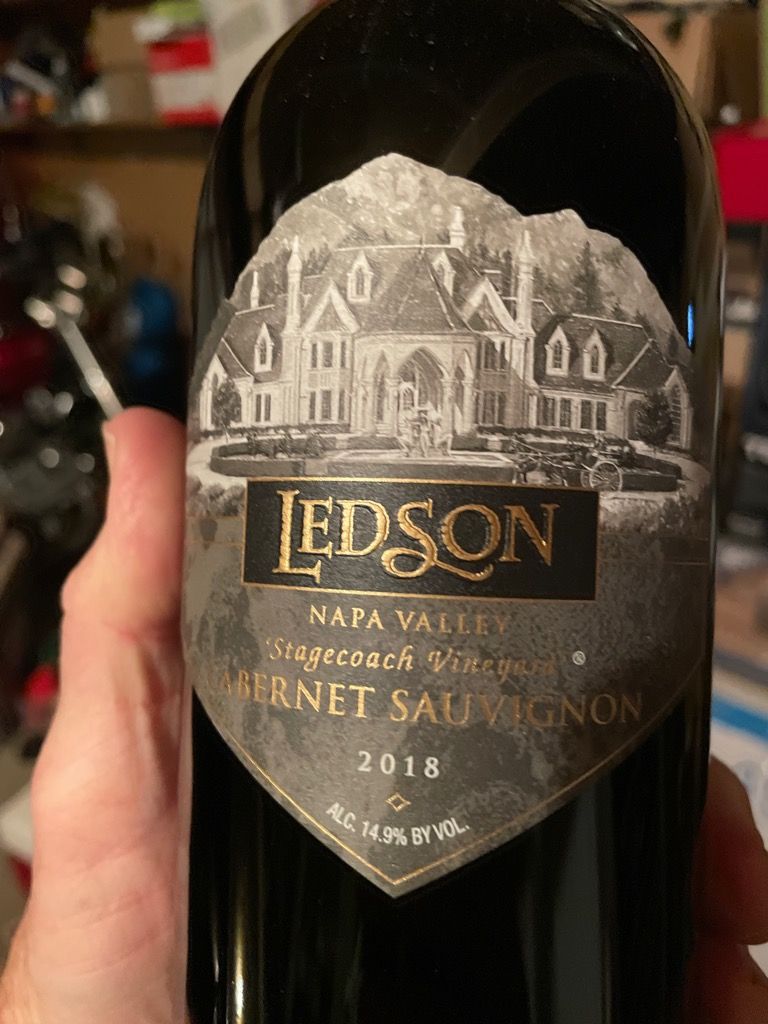 LEDSON
NAPA VALLEY
'Stagecoach Vineyard' ®
CABERNET SAUVIGNON
2018
ALC. 14.9% BY VOL.